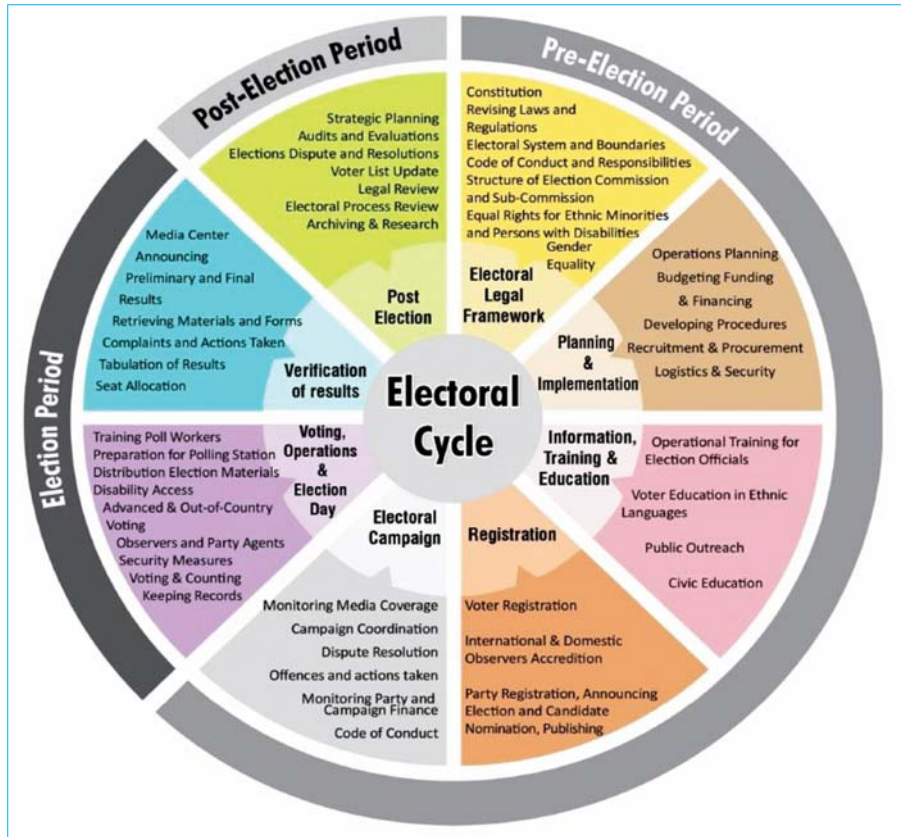 Post-Election Period
Pre-Election Period
Election Period
Electoral
Cycle
Constitution
Revising Laws and
Regulations
Electoral System and Boundaries
Code of Conduct and Responsibilities
Structure of Election Commission
and Sub-Commission
Equal Rights for Ethnic Minorities
and Persons with Disabilities
Gender
Equality
Electoral
Legal
Framework
Operations Planning
Budgeting Funding
& Financing
Developing Procedures
Recruitment & Procurement
Logistics & Security
Planning
&
Implementation
Operational Training for
Election Officials
Voter Education in Ethnic
Languages
Public Outreach
Civic Education
Information,
Training &
Education
Registration
Voter Registration
International & Domestic
Observers Accredition
Party Registration, Announcing
Election and Candidate
Nomination, Publishing
Electoral
Campaign
Monitoring Media Coverage
Campaign Coordination
Dispute Resolution
Offences and actions taken
Monitoring Party and
Campaign Finance
Code of Conduct
Voting,
Operations
&
Election
Day
Training Poll Workers
Preparation for Polling Station
Distribution Election Materials
Disability Access
Advanced & Out-of-Country
Voting
Observers and Party Agents
Security Measures
Voting & Counting
Keeping Records
Verification
of results
Media Center
Announcing
Preliminary and Final
Results
Retrieving Materials and Forms
Complaints and Actions Taken
Tabulation of Results
Seat Allocation
Post
Election
Strategic Planning
Audits and Evaluations
Elections Dispute and Resolutions
Voter List Update
Legal Review
Electoral Process Review
Archiving & Research